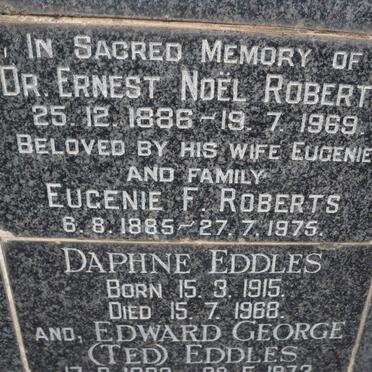 IN SACRED MEMORY OF
DR. ERNEST NOËL ROBERT
25. 12. 1886 ~ 19. 7. 1969.
BELOVED BY HIS WIFE EUGENIE
AND FAMILY
EUGENIE F. ROBERTS
6. 8. 1885 ~ 27. 7. 1975.
DAPHNE EDDLES
BORN 15. 3. 1915.
DIED 15. 7. 1968.
AND, EDWARD GEORGE
(TED) EDDLES